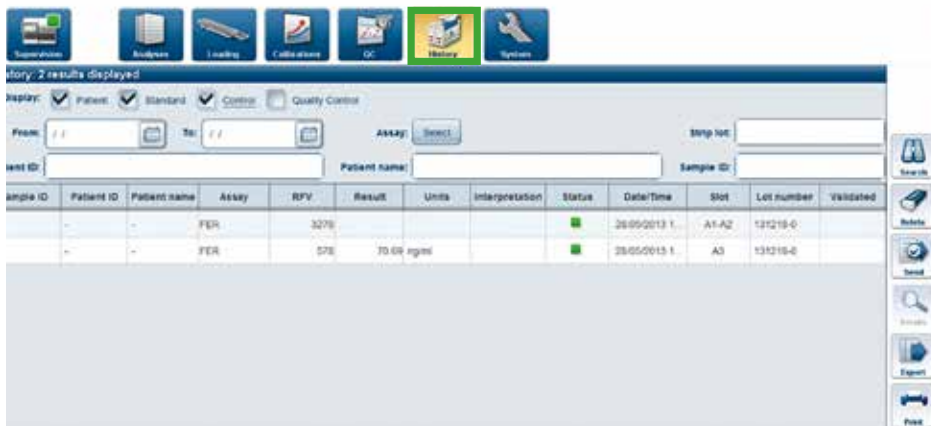 Supervision Analyses Loading Calibrations QC History System
story: 2 results displayed
Display: Patient Standard Control Quality Control
From: / / To: / / Assay: Select Strip lot:
ient ID: Patient name: Sample ID:
Search
ample ID Patient ID Patient name Assay RFV Result Units Interpretation Status Date/Time Slot Lot number Validated
- - FER 3270 28/05/2013 1... A1-A2 131218-0
Delete
- - FER 578 70.69 ng/ml 28/05/2013 1... A3 131218-0
Send
Details
Export
Print